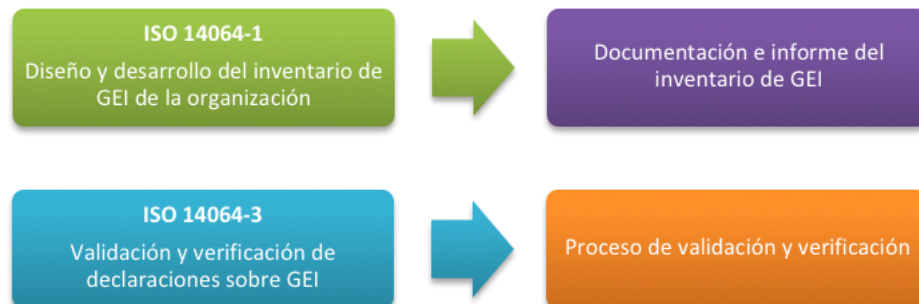 ISO 14064-1
Diseño y desarrollo del inventario de
GEI de la organización
Documentación e informe del
inventario de GEI
ISO 14064-3
Validación y verificación de
declaraciones sobre GEI
Proceso de validación y verificación